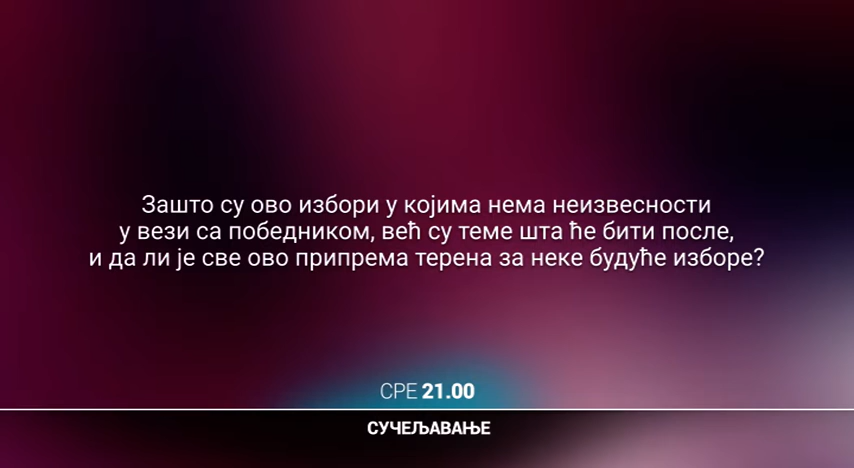 Зашто су ово избори у којима нема неизвесности
у вези са победником, већ су теме шта ће бити после,
и да ли је све ово припрема терена за неке будуће изборе?
СРЕ 21.00
СУЧЕЉАВАЊЕ